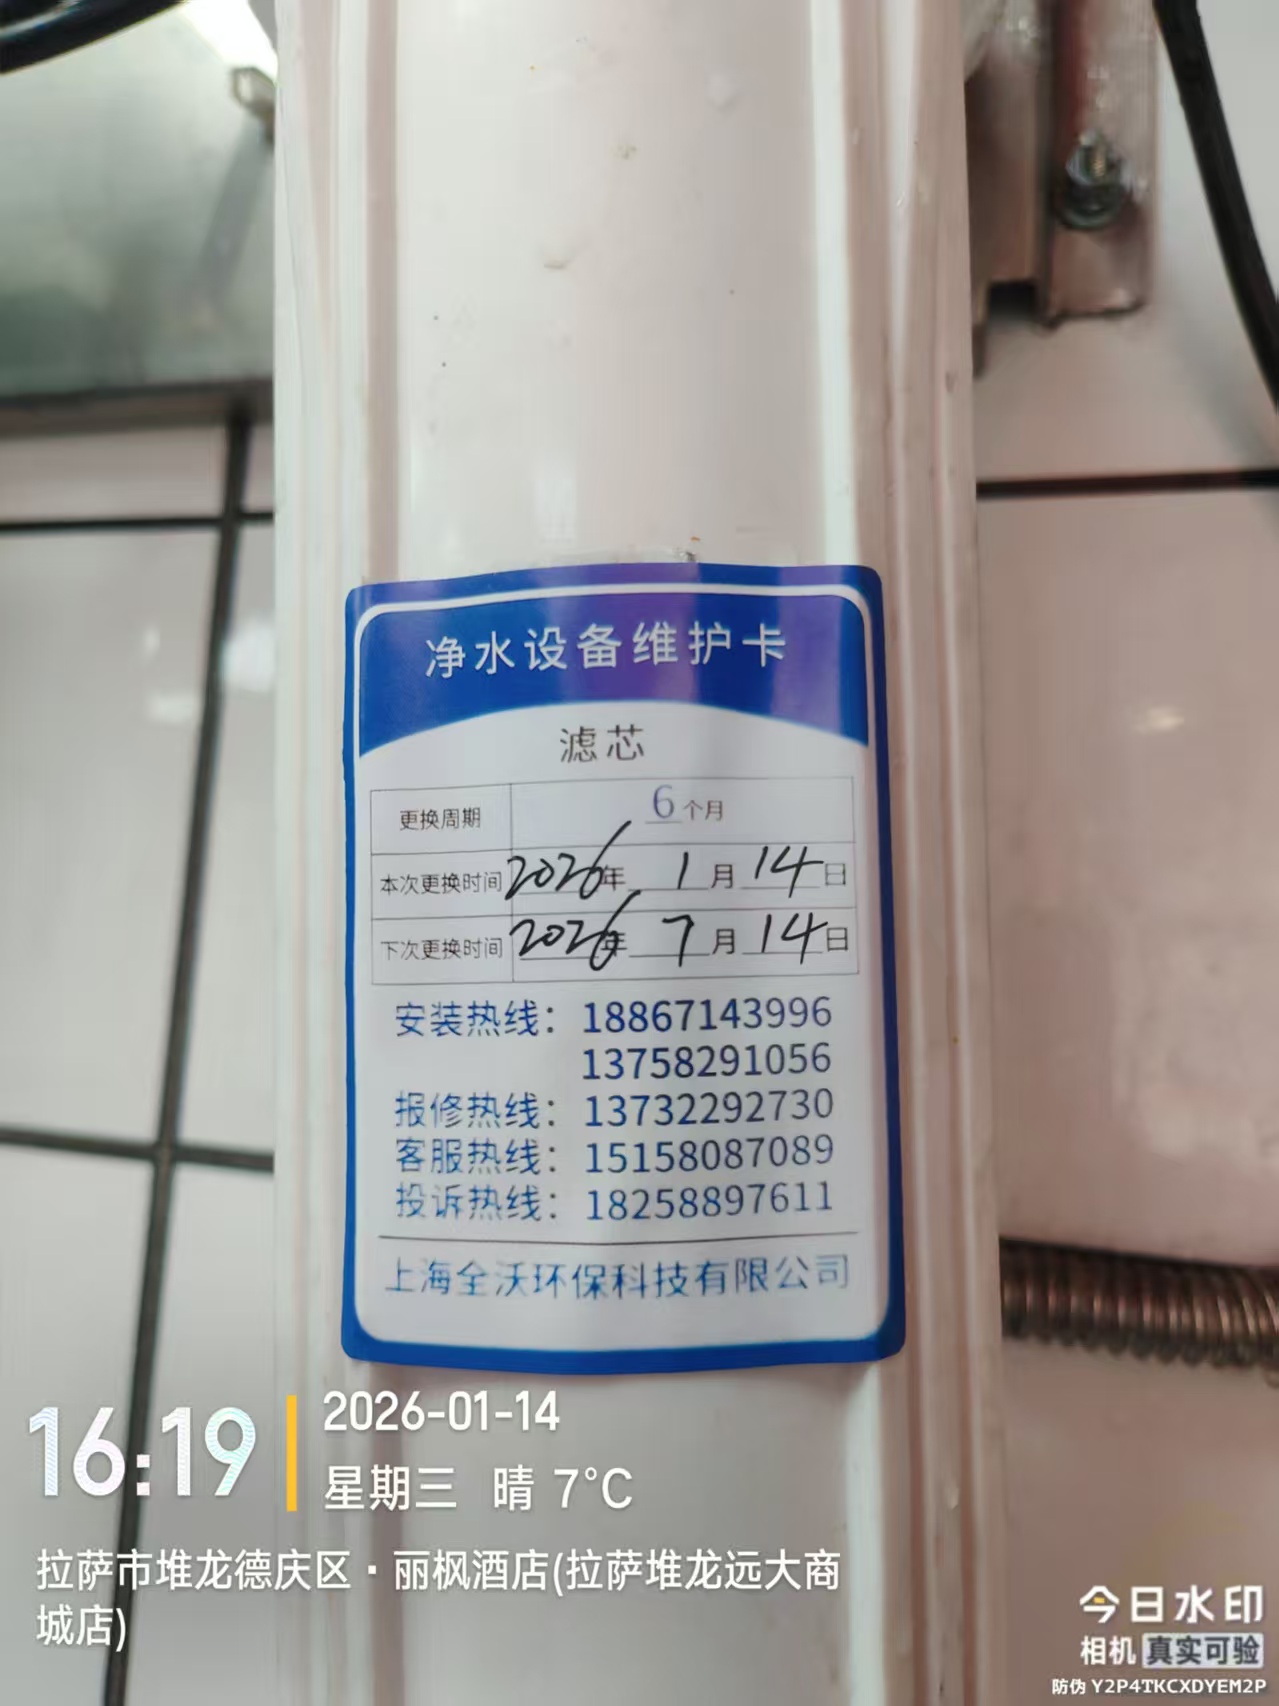 净水设备维护卡
滤芯
更换周期 6个月
本次更换时间 2026年 1月14日
下次更换时间 2026年 7月14日
安装热线：18867143996
13758291056
报修热线：13732292730
客服热线：15158087089
投诉热线：18258897611
上海全沃环保科技有限公司
16:19
2026-01-14
星期三 晴 7°C
拉萨市堆龙德庆区·丽枫酒店(拉萨堆龙远大商
城店)
今日水印
相机 真实可验
防伪 Y2P4TKCXDYEM2P